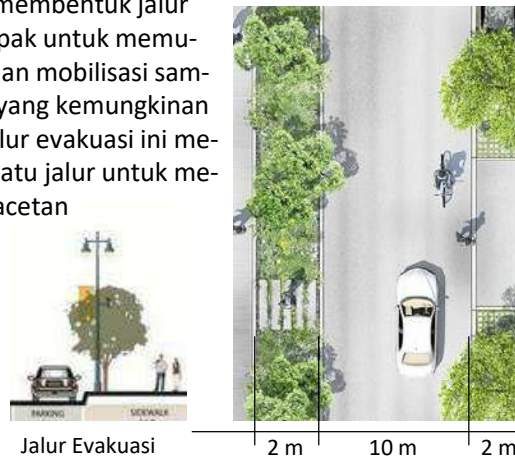 membentuk jalur
pak untuk memu-
an mobilisasi sam-
yang kemungkinan
lur evakuasi ini me-
atu jalur untuk me-
acetan
PARKING
SIDEWALK
Jalur Evakuasi
2 m
10 m
2 m